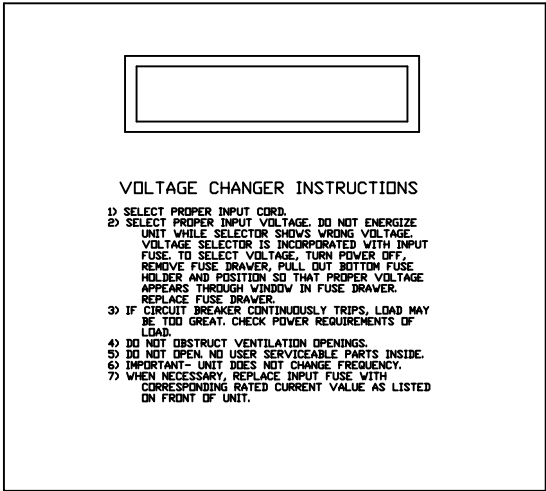 VOLTAGE CHANGER INSTRUCTIONS
1) SELECT PROPER INPUT CORD.
2) SELECT PROPER INPUT VOLTAGE. DO NOT ENERGIZE
UNIT WHILE SELECTOR SHOWS WRONG VOLTAGE.
VOLTAGE SELECTOR IS INCORPORATED WITH INPUT
FUSE. TO SELECT VOLTAGE, TURN POWER OFF,
REMOVE FUSE DRAWER, PULL OUT BOTTOM FUSE
HOLDER AND POSITION SO THAT PROPER VOLTAGE
APPEARS THROUGH WINDOW IN FUSE DRAWER.
REPLACE FUSE DRAWER.
3) IF CIRCUIT BREAKER CONTINUOUSLY TRIPS, LOAD MAY
BE TOO GREAT. CHECK POWER REQUIREMENTS OF
LOAD.
4) DO NOT OBSTRUCT VENTILATION OPENINGS.
5) DO NOT OPEN. NO USER SERVICEABLE PARTS INSIDE.
6) IMPORTANT- UNIT DOES NOT CHANGE FREQUENCY.
7) WHEN NECESSARY, REPLACE INPUT FUSE WITH
CORRESPONDING RATED CURRENT VALUE AS LISTED
ON FRONT OF UNIT.